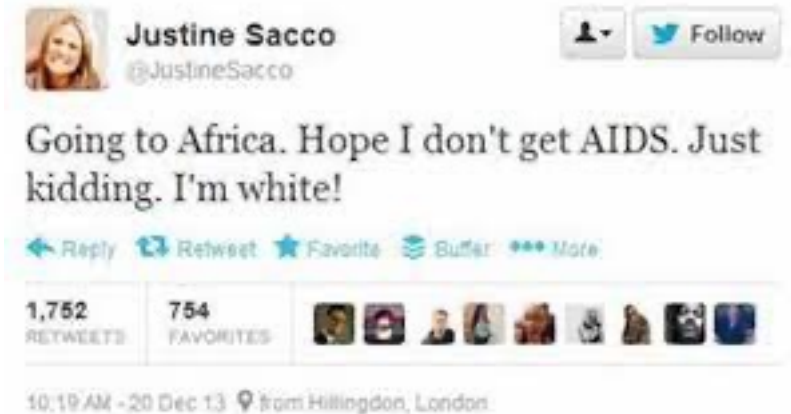 Justine Sacco
@JustineSacco
Follow
Going to Africa. Hope I don't get AIDS. Just
kidding. I'm white!
Reply Retweet Favorite Buffer More
1,752 754
RETWEETS FAVORITES
10:19 AM - 20 Dec 13 from Hillingdon, London